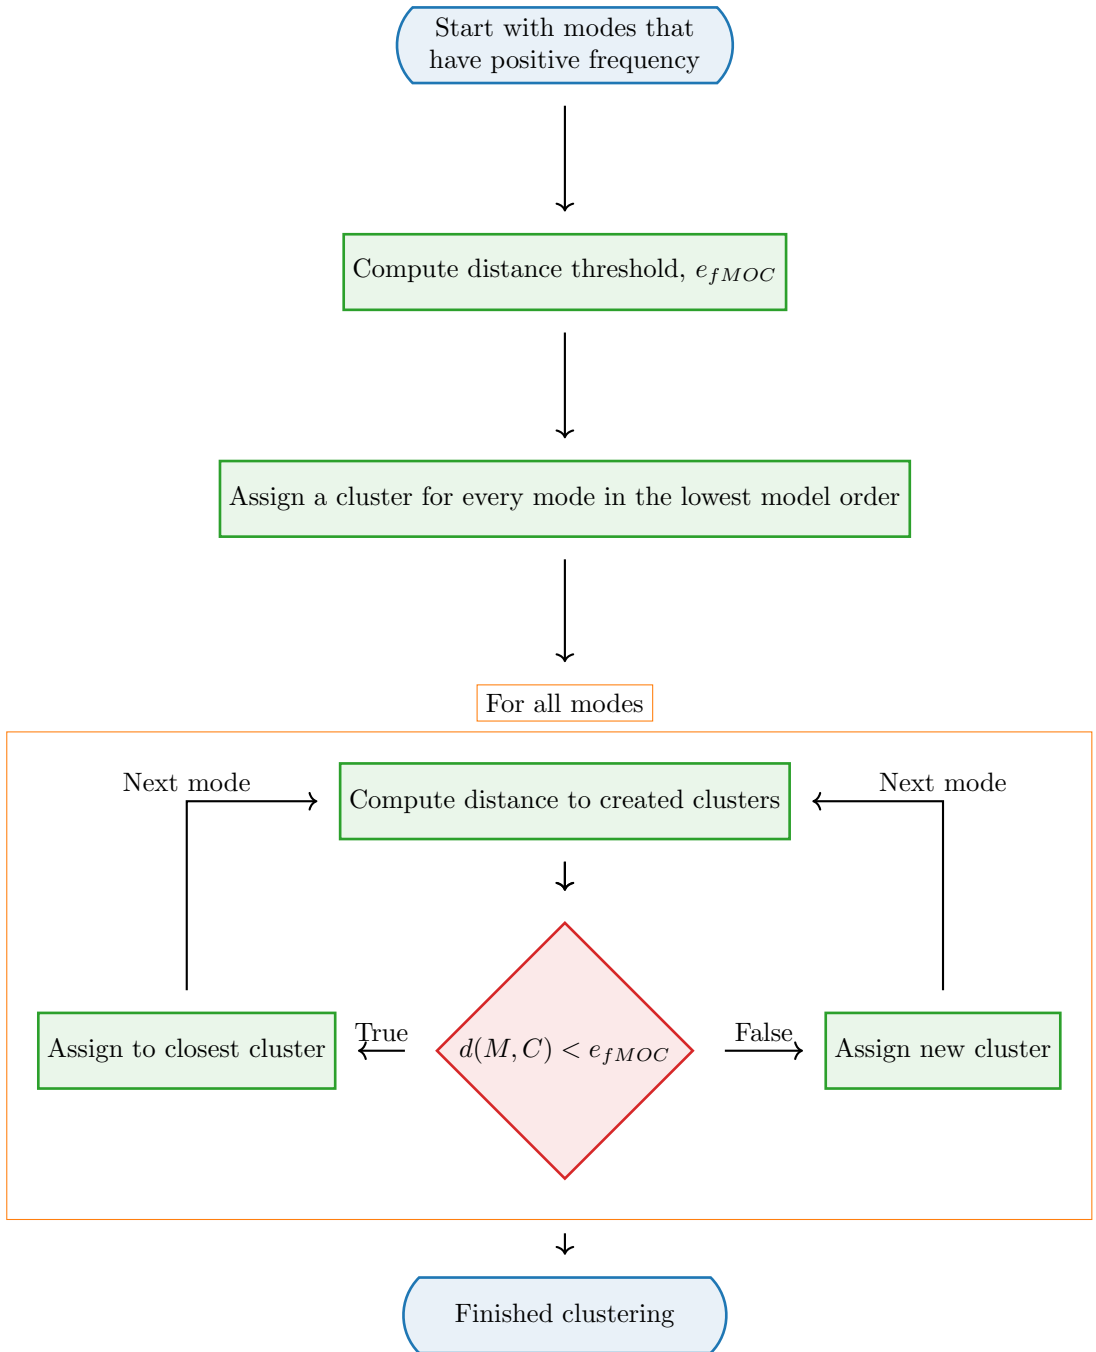 Start with modes that
have positive frequency
Compute distance threshold, $e_{fMOC}$
Assign a cluster for every mode in the lowest model order
For all modes
Next mode
Next mode
Compute distance to created clusters
True
False
Assign to closest cluster
$d(M, C) < e_{fMOC}$
Assign new cluster
Finished clustering